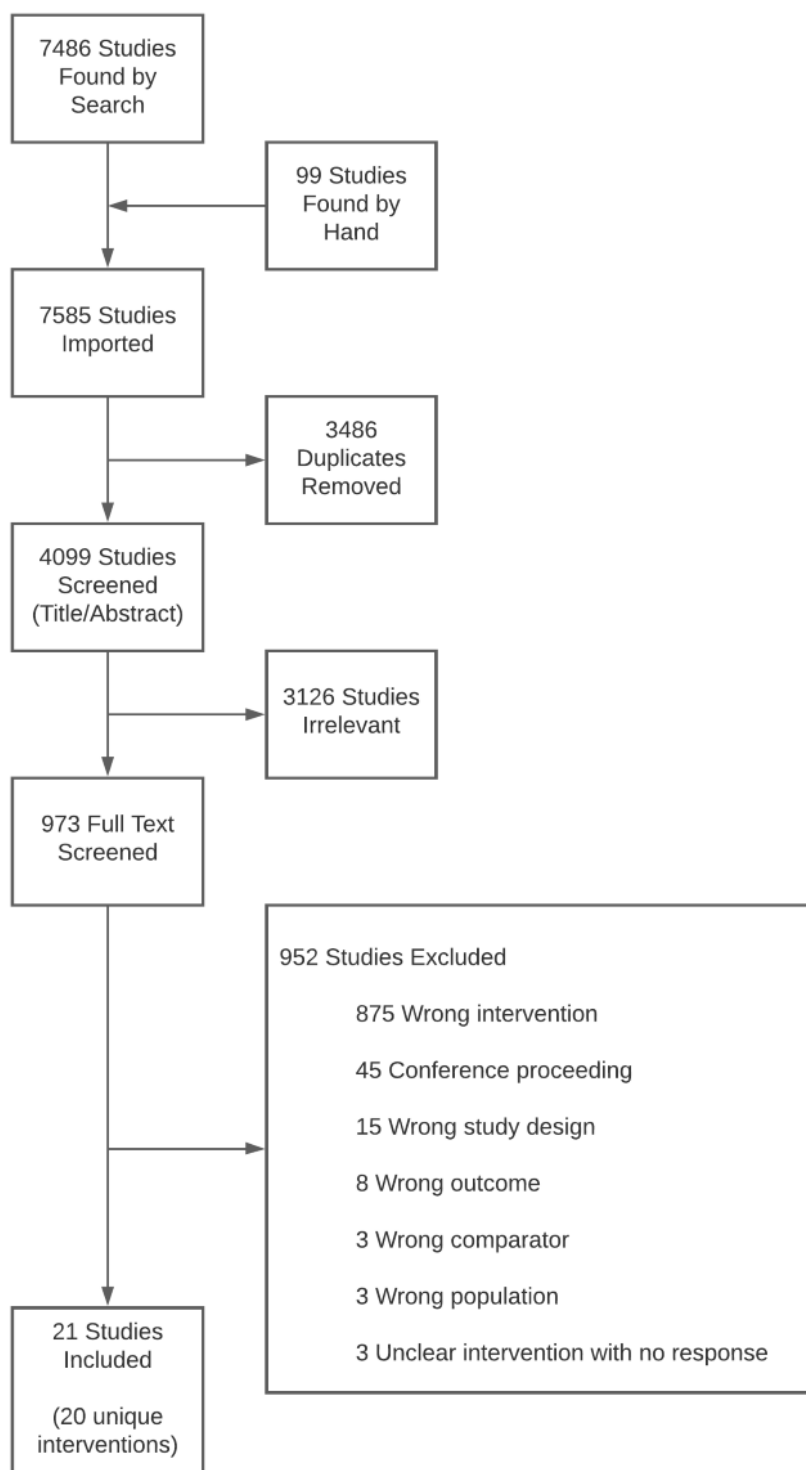 7486 Studies
Found by
Search
99 Studies
Found by
Hand
7585 Studies
Imported
3486
Duplicates
Removed
4099 Studies
Screened
(Title/Abstract)
3126 Studies
Irrelevant
973 Full Text
Screened
952 Studies Excluded
875 Wrong intervention
45 Conference proceeding
15 Wrong study design
8 Wrong outcome
3 Wrong comparator
3 Wrong population
3 Unclear intervention with no response
21 Studies
Included
(20 unique
interventions)